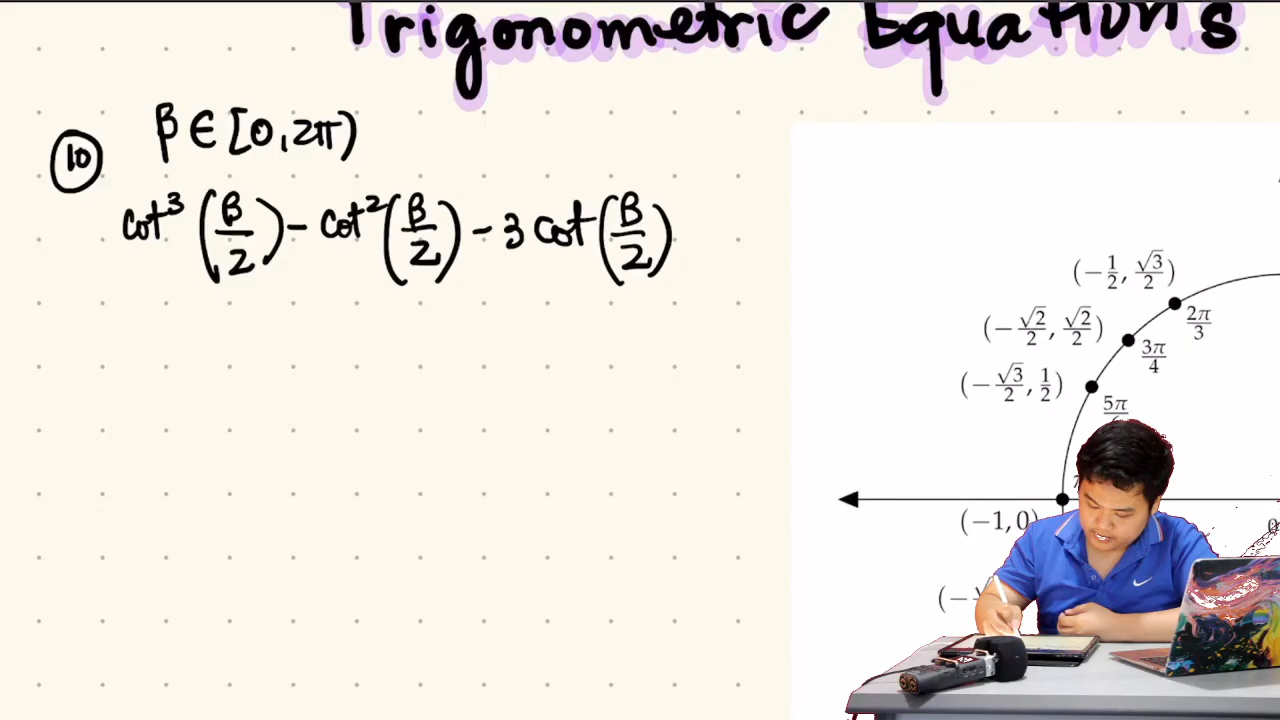 Trigonometric Equations
10 β ∈ [0, 2π)
cot³ (β/2) - cot² (β/2) - 3 cot (β/2)
(-1/2, √3/2)
2π/3
(-√2/2, √2/2)
3π/4
(-√3/2, 1/2)
(-1, 0)